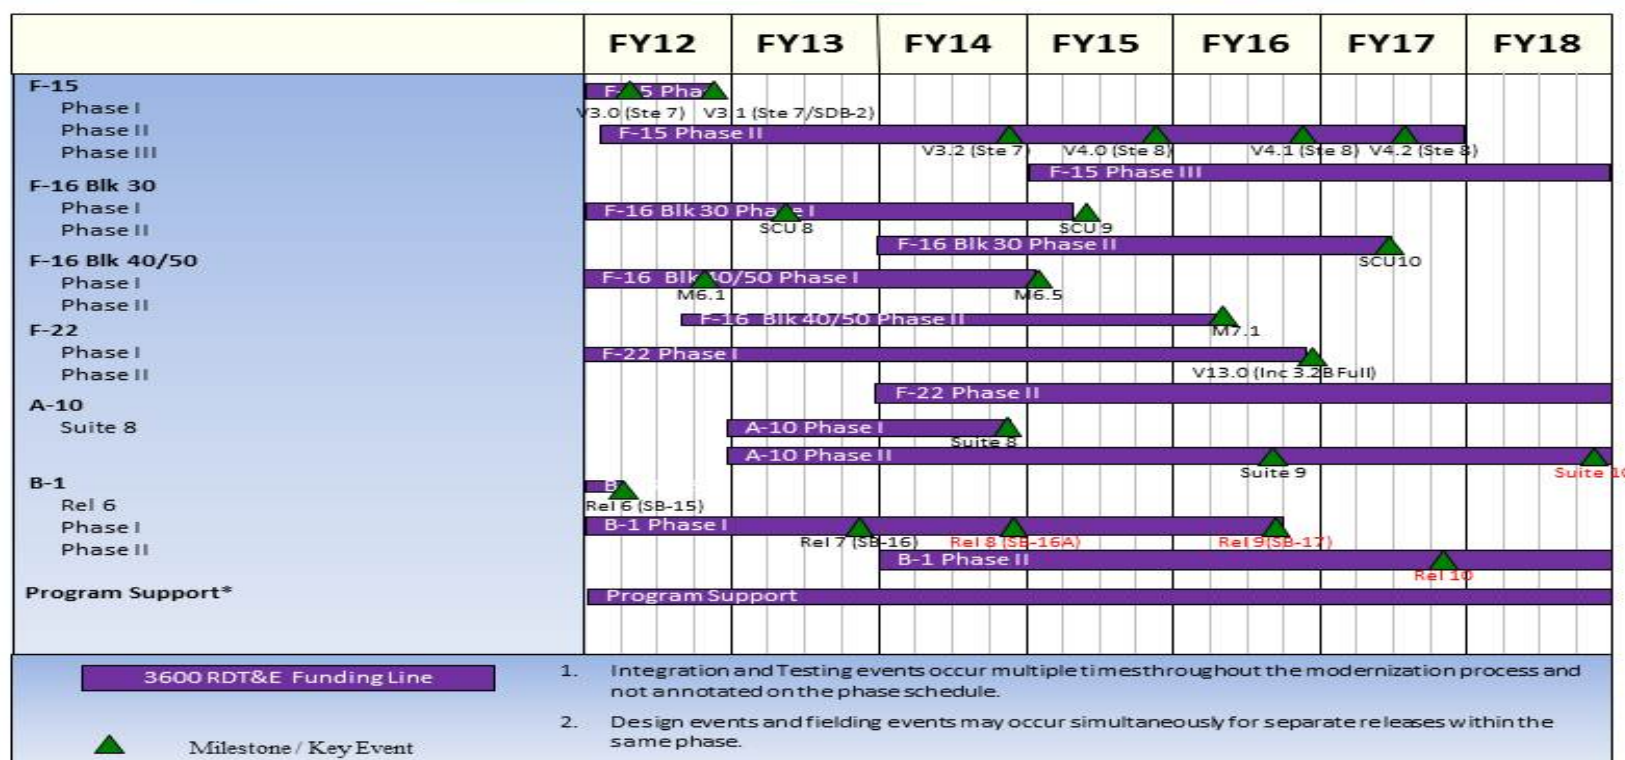 FY12 FY13 FY14 FY15 FY16 FY17 FY18
F-15
Phase I
Phase II
Phase III
F-16 Blk 30
Phase I
Phase II
F-16 Blk 40/50
Phase I
Phase II
F-22
Phase I
Phase II
A-10
Suite 8
B-1
Rel 6
Phase I
Phase II
Program Support*
V3.0 (Ste 7) V3.1 (Ste 7/SDB-2)
F-15 Phase II
V3.2 (Ste 7) V4.0 (Ste 8) V4.1 (Ste 8) V4.2 (Ste 8)
F-15 Phase III
F-16 Blk 30 Phase I
SCU 8 SCU 9
F-16 Blk 30 Phase II
SCU10
F-16 Blk 40/50 Phase I
M6.1 M6.5
F-16 Blk 40/50 Phase II
M7.1
F-22 Phase I
V13.0 (Inc 3.2B Full)
F-22 Phase II
A-10 Phase I
Suite 8
A-10 Phase II
Suite 9 Suite 10
Rel 6 (SB-15)
B-1 Phase I
Rel 7 (SB-16) Rel 8 (SB-16A) Rel 9(SB-17)
B-1 Phase II
Rel 10
Program Support
3600 RDT&E Funding Line
Milestone / Key Event
1. Integration and Testing events occur multiple timesthroughout the modernization process and
not annotated on the phase schedule.
2. Design events and fielding events may occur simultaneously for separate releases within the
same phase.